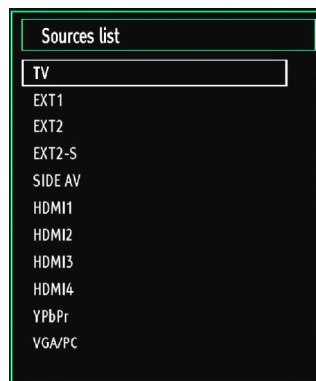 Sources list
TV
EXT1
EXT2
EXT2-S
SIDE AV
HDMI1
HDMI2
HDMI3
HDMI4
YPbPr
VGA/PC